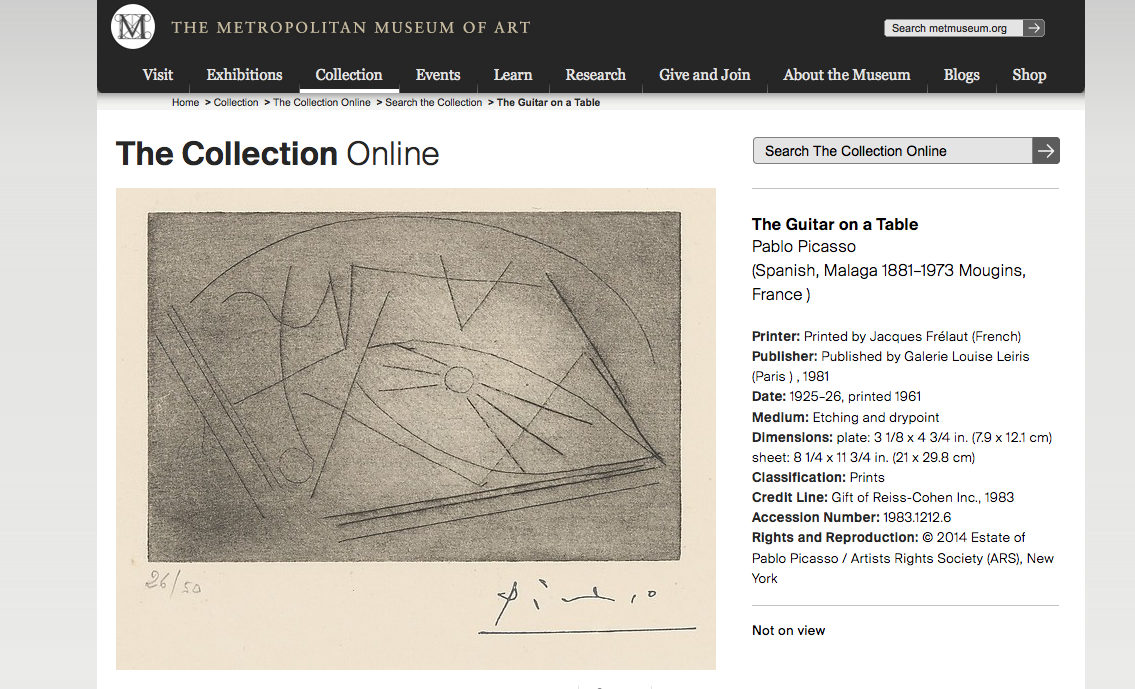 THE METROPOLITAN MUSEUM OF ART
Search metmuseum.org
Visit Exhibitions Collection Events Learn Research Give and Join About the Museum Blogs Shop
Home > Collection > The Collection Online > Search the Collection > The Guitar on a Table
The Collection Online
Search The Collection Online
The Guitar on a Table
Pablo Picasso
(Spanish, Malaga 1881–1973 Mougins,
France )
Printer: Printed by Jacques Frélaut (French)
Publisher: Published by Galerie Louise Leiris
(Paris ) , 1981
Date: 1925–26, printed 1961
Medium: Etching and drypoint
Dimensions: plate: 3 1/8 x 4 3/4 in. (7.9 x 12.1 cm)
sheet: 8 1/4 x 11 3/4 in. (21 x 29.8 cm)
Classification: Prints
Credit Line: Gift of Reiss-Cohen Inc., 1983
Accession Number: 1983.1212.6
Rights and Reproduction: © 2014 Estate of
Pablo Picasso / Artists Rights Society (ARS), New
York
Not on view
26/50
Picasso